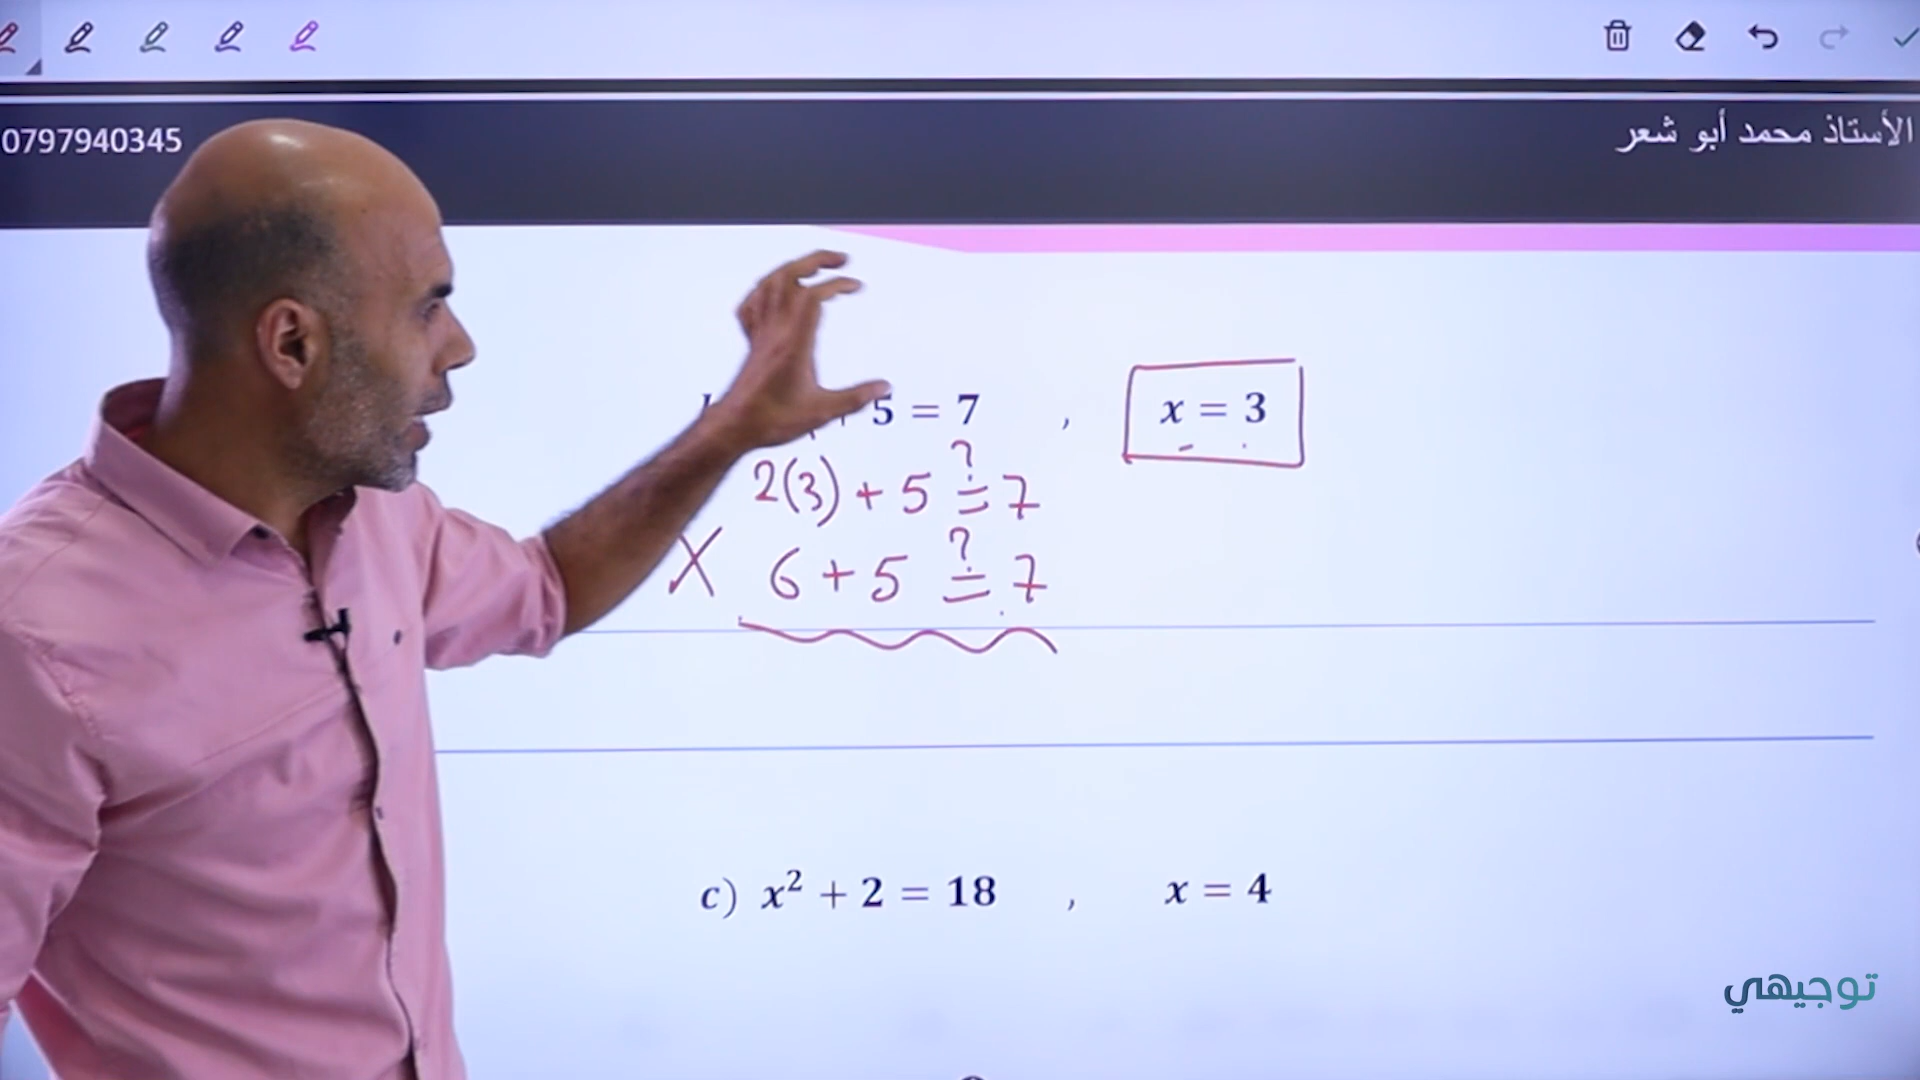 0797940345
الأستاذ محمد أبو شعر
5 = 7 , x = 3
2(3) + 5 ≟ 7
X 6 + 5 ≟ 7
c) x² + 2 = 18 , x = 4
توجيهي